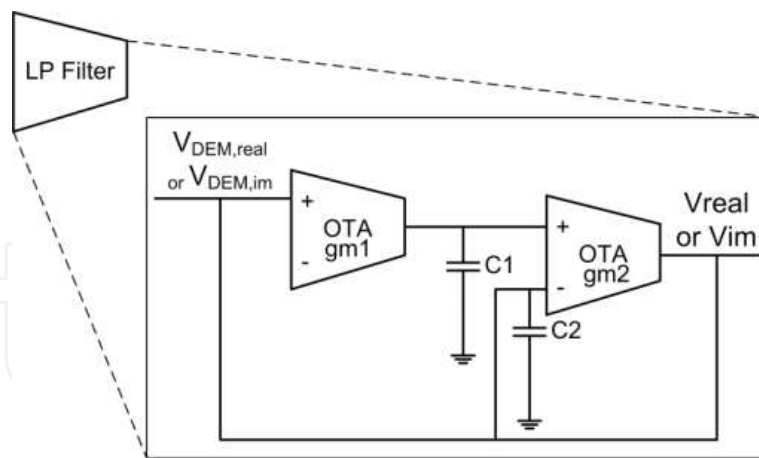 LP Filter
VDEM,real
or VDEM,im
+
-
OTA
gm1
C1
+
-
OTA
gm2
C2
Vreal
or Vim